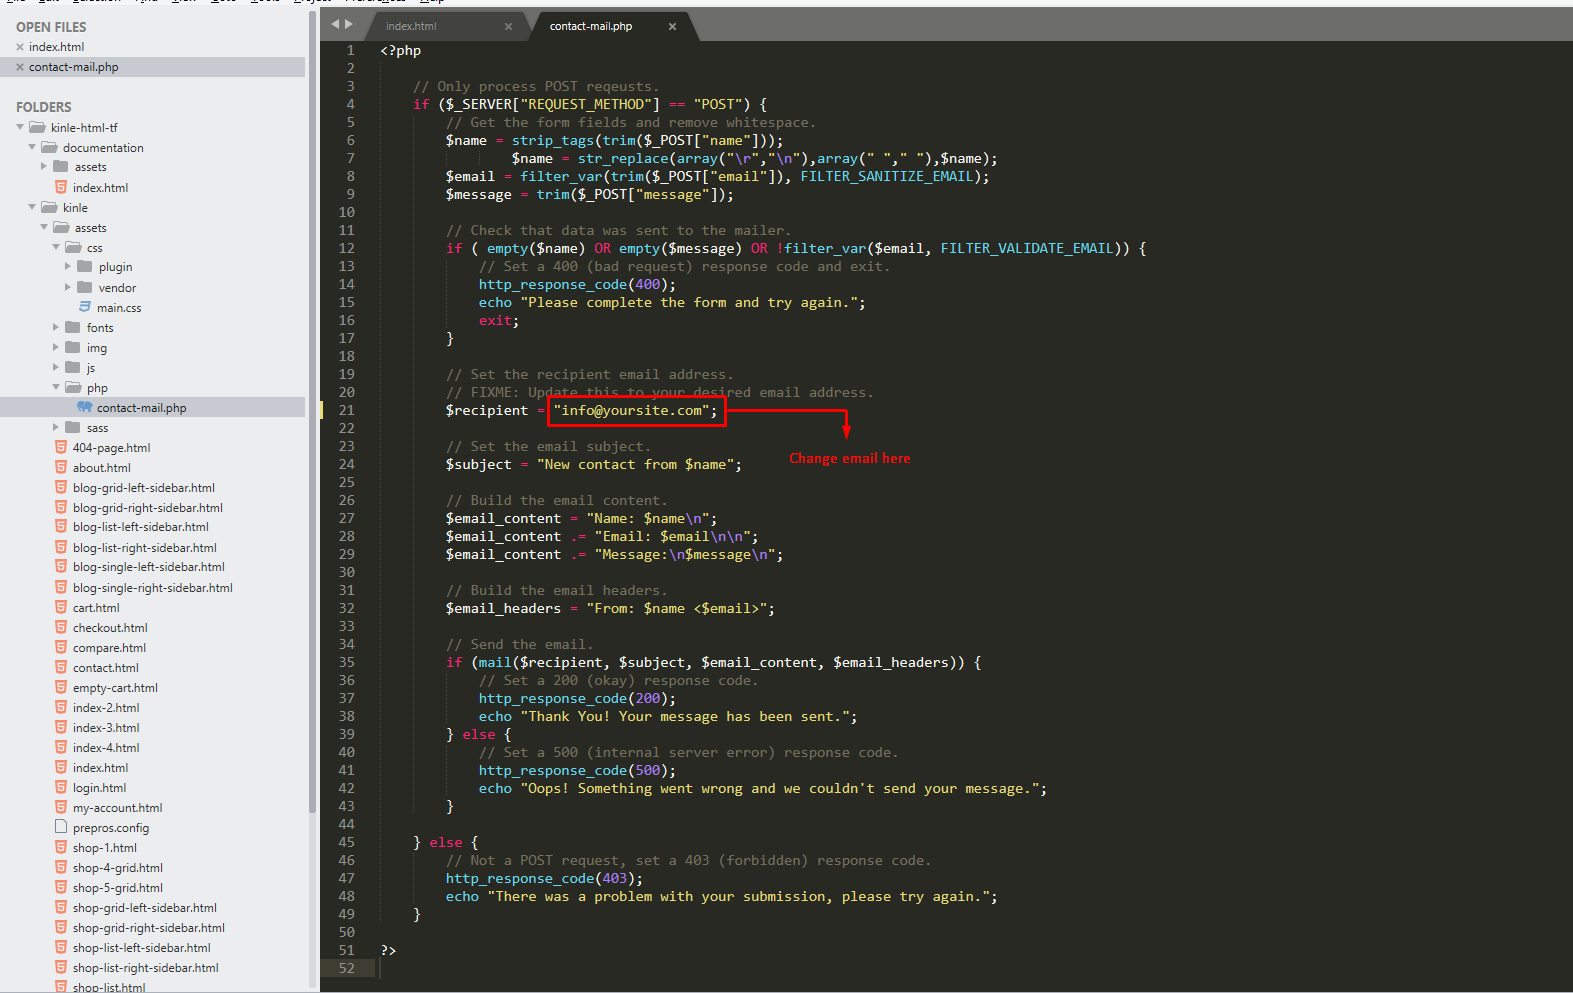 OPEN FILES
index.html
contact-mail.php
FOLDERS
kinle-html-tf
documentation
assets
index.html
kinle
assets
css
plugin
vendor
main.css
fonts
img
js
php
contact-mail.php
sass
404-page.html
about.html
blog-grid-left-sidebar.html
blog-grid-right-sidebar.html
blog-list-left-sidebar.html
blog-list-right-sidebar.html
blog-single-left-sidebar.html
blog-single-right-sidebar.html
cart.html
checkout.html
compare.html
contact.html
empty-cart.html
index-2.html
index-3.html
index-4.html
index.html
login.html
my-account.html
prepros.config
shop-1.html
shop-4-grid.html
shop-5-grid.html
shop-grid-left-sidebar.html
shop-grid-right-sidebar.html
shop-list-left-sidebar.html
shop-list-right-sidebar.html
shop-list.html
index.html contact-mail.php
1 <?php
2
3 // Only process POST reqeusts.
4 if ($_SERVER["REQUEST_METHOD"] == "POST") {
5 // Get the form fields and remove whitespace.
6 $name = strip_tags(trim($_POST["name"]));
7 $name = str_replace(array("\r","\n"),array(" "," "),$name);
8 $email = filter_var(trim($_POST["email"]), FILTER_SANITIZE_EMAIL);
9 $message = trim($_POST["message"]);
10
11 // Check that data was sent to the mailer.
12 if ( empty($name) OR empty($message) OR !filter_var($email, FILTER_VALIDATE_EMAIL)) {
13 // Set a 400 (bad request) response code and exit.
14 http_response_code(400);
15 echo "Please complete the form and try again.";
16 exit;
17 }
18
19 // Set the recipient email address.
20 // FIXME: Update this to your desired email address.
21 $recipient = "info@yoursite.com";
22
23 // Set the email subject.
Change email here
24 $subject = "New contact from $name";
25
26 // Build the email content.
27 $email_content = "Name: $name\n";
28 $email_content .= "Email: $email\n\n";
29 $email_content .= "Message:\n$message\n";
30
31 // Build the email headers.
32 $email_headers = "From: $name <$email>";
33
34 // Send the email.
35 if (mail($recipient, $subject, $email_content, $email_headers)) {
36 // Set a 200 (okay) response code.
37 http_response_code(200);
38 echo "Thank You! Your message has been sent.";
39 } else {
40 // Set a 500 (internal server error) response code.
41 http_response_code(500);
42 echo "Oops! Something went wrong and we couldn't send your message.";
43 }
44
45 } else {
46 // Not a POST request, set a 403 (forbidden) response code.
47 http_response_code(403);
48 echo "There was a problem with your submission, please try again.";
49 }
50
51 ?>
52